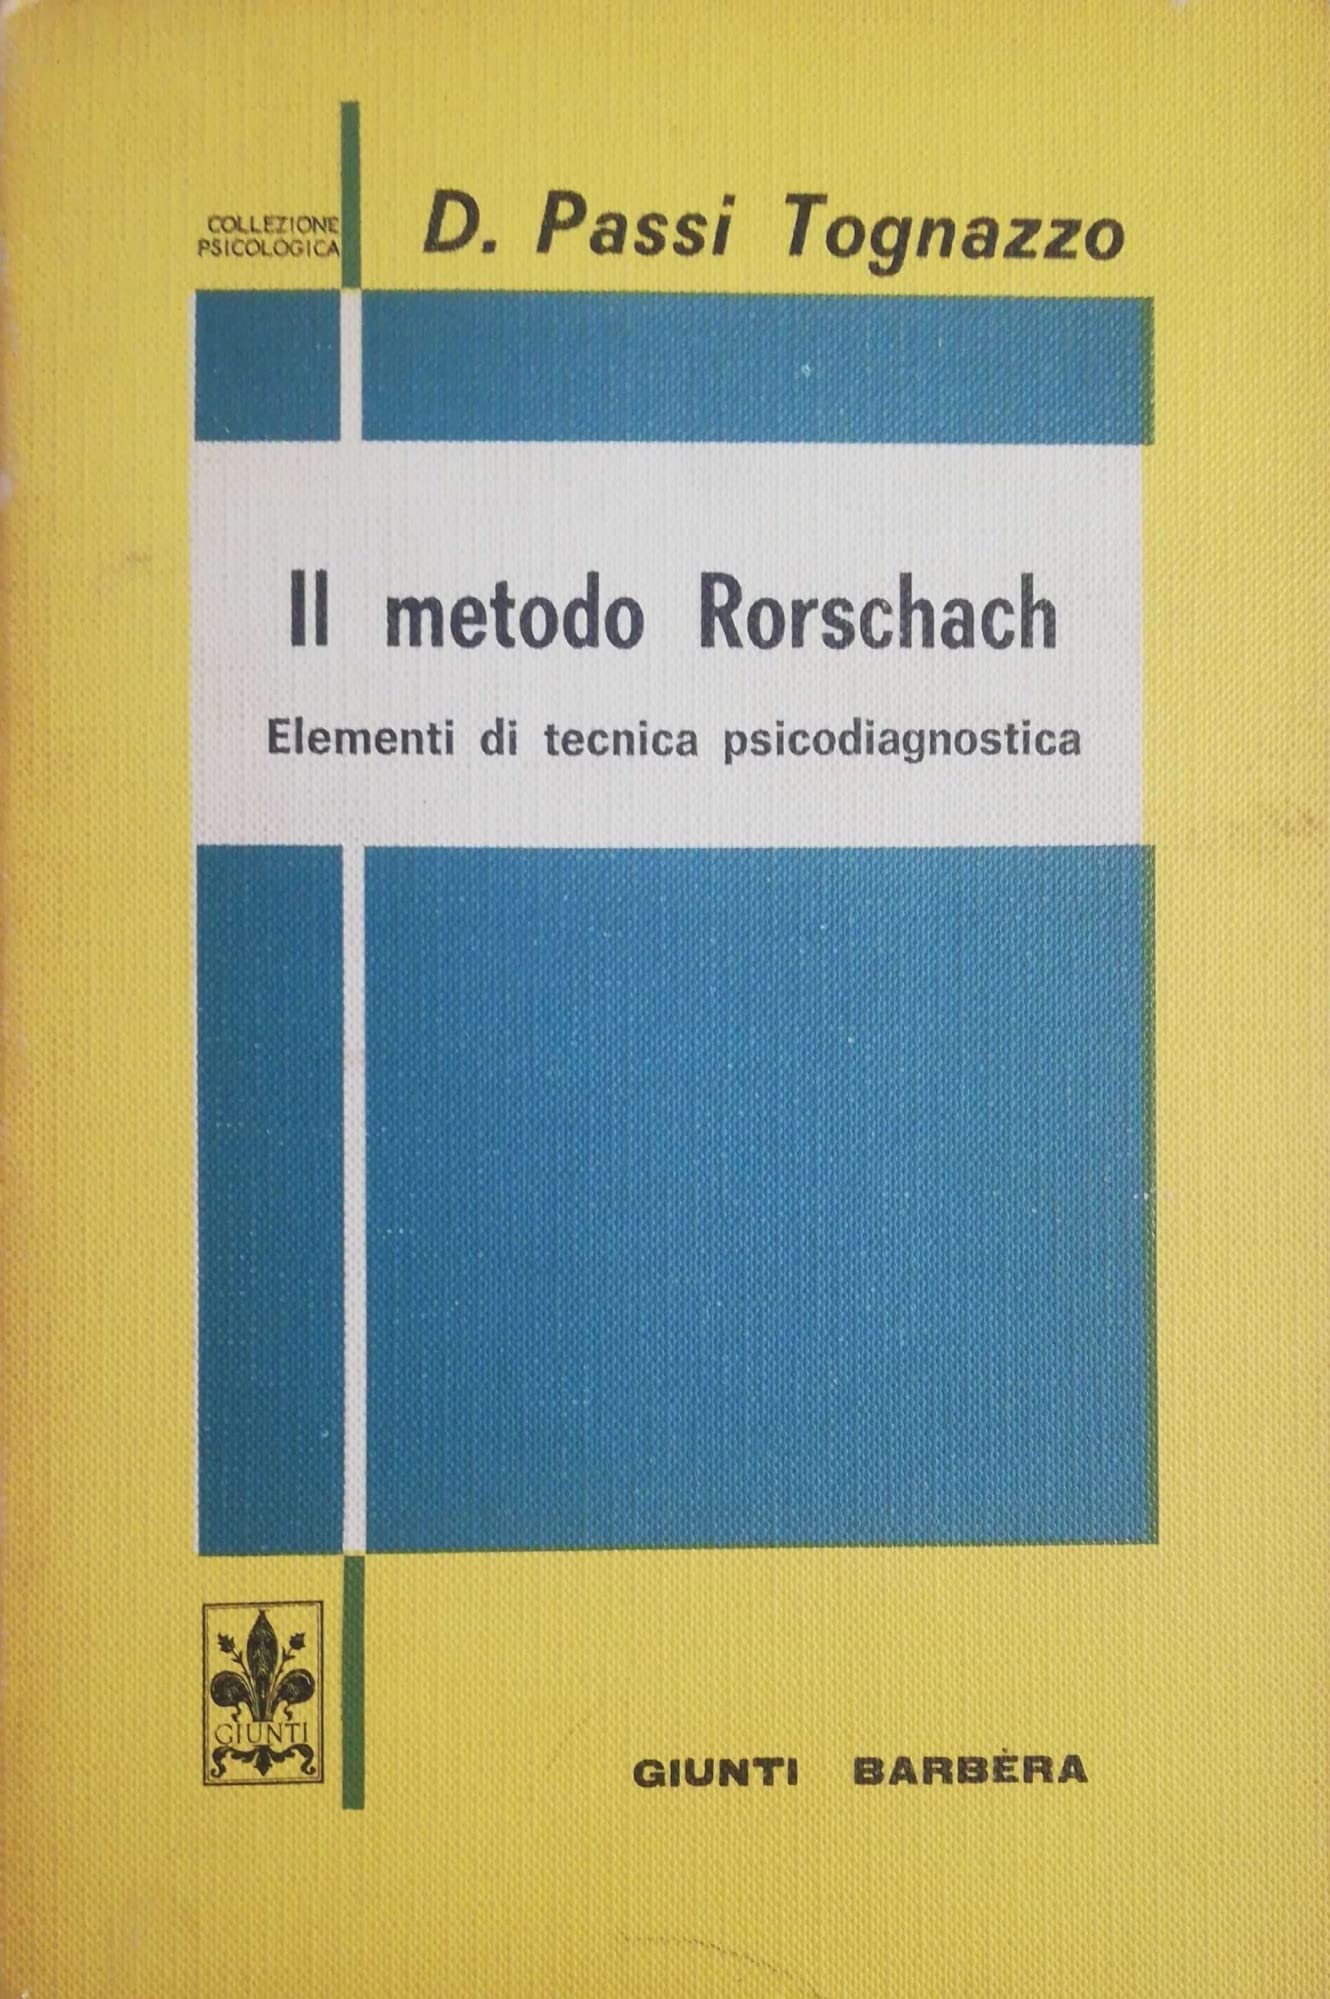 COLLEZIONE
PSICOLOGICA
D. Passi Tognazzo
Il metodo Rorschach
Elementi di tecnica psicodiagnostica
GIUNTI
GIUNTI BARBÈRA